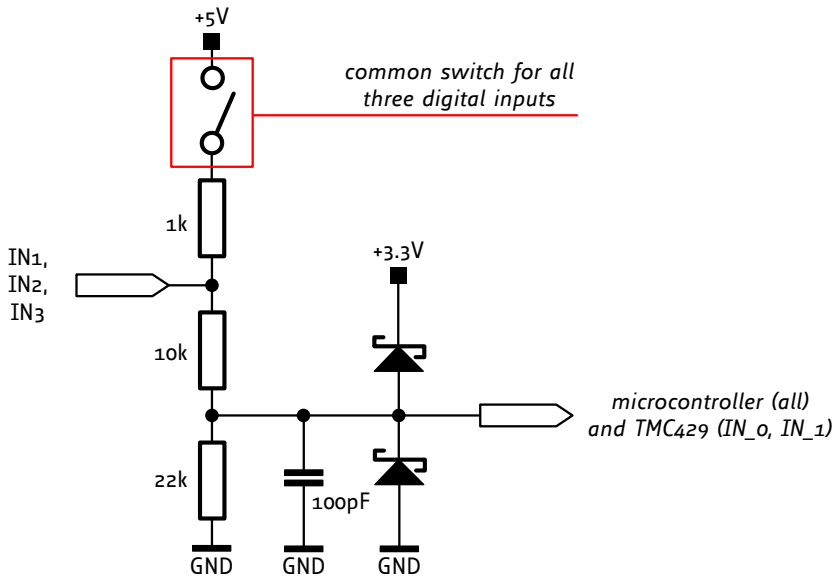 +5V
common switch for all
three digital inputs
1k
IN1,
IN2,
IN3
+3.3V
10k
microcontroller (all)
and TMC429 (IN_0, IN_1)
22k
100pF
GND
GND
GND